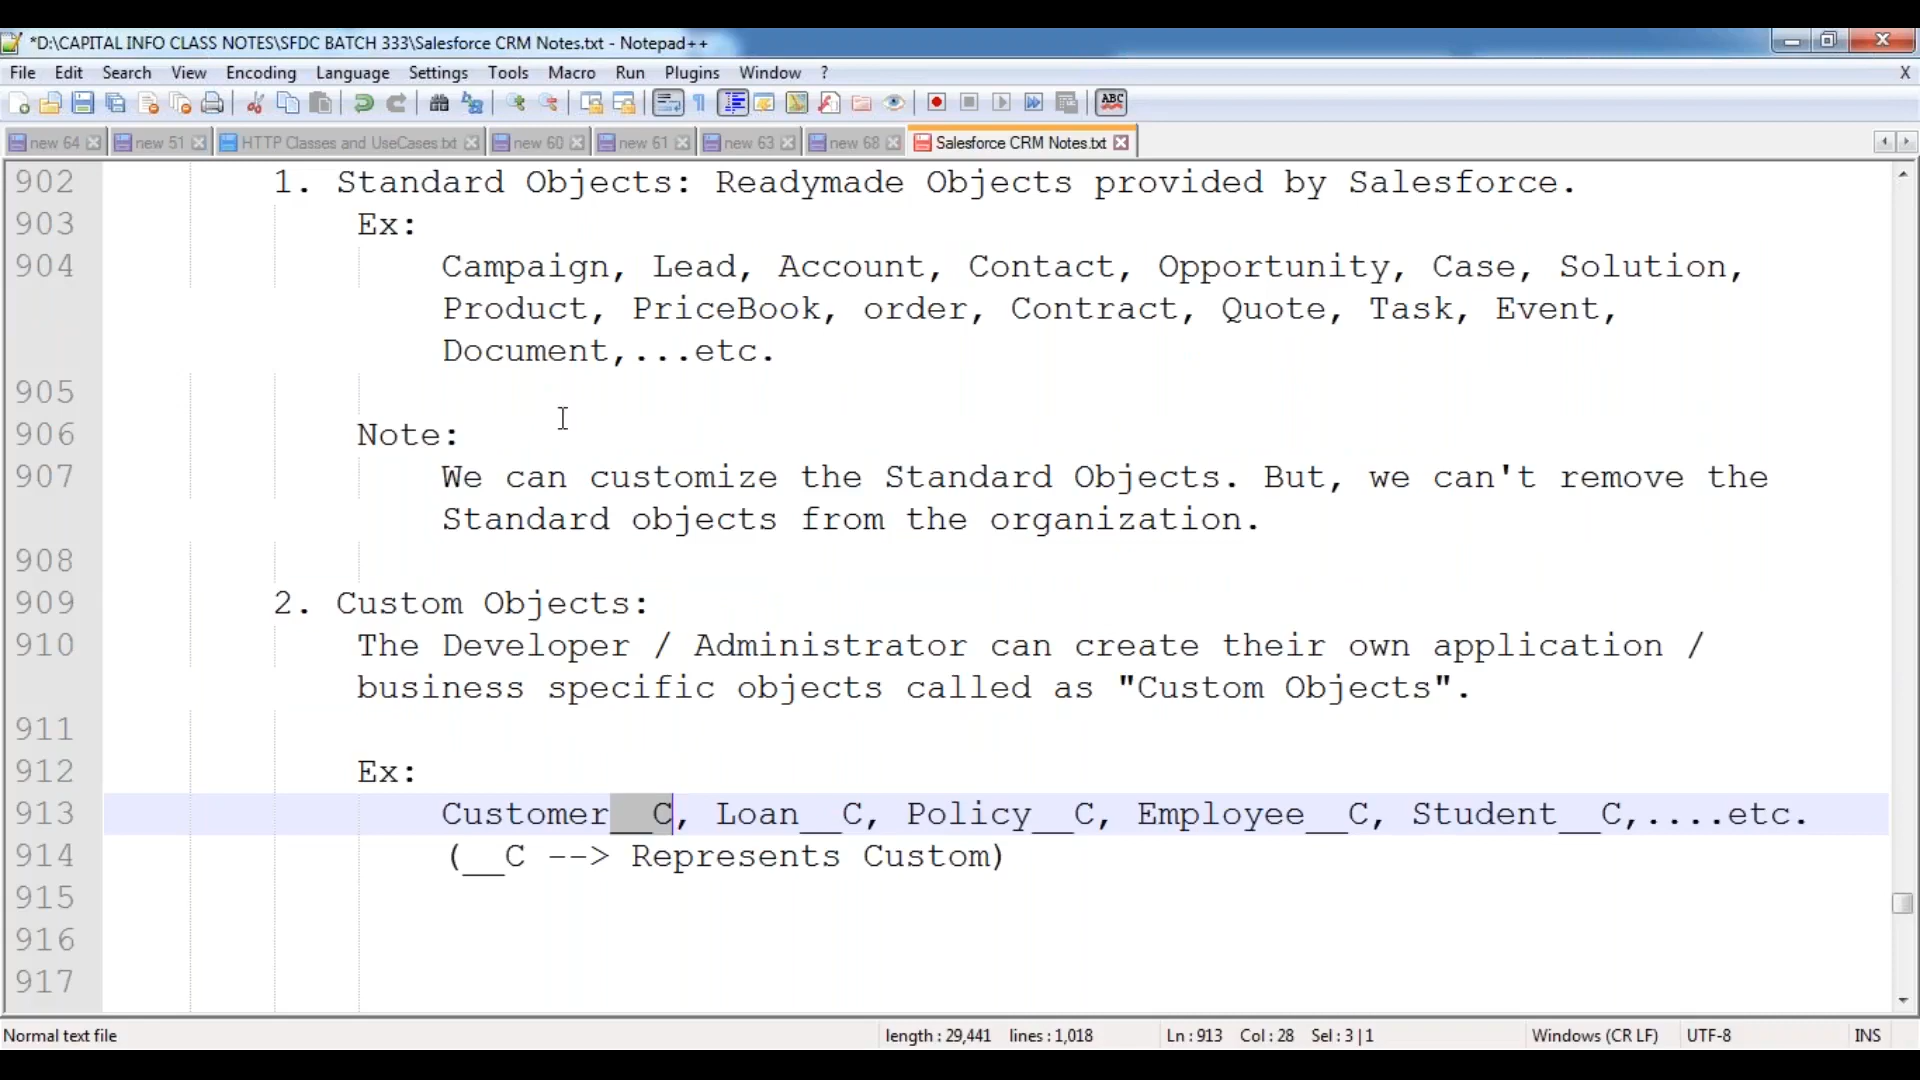 *D:\CAPITAL INFO CLASS NOTES\SFDC BATCH 333\Salesforce CRM Notes.txt - Notepad++
File Edit Search View Encoding Language Settings Tools Macro Run Plugins Window ? X
ABC
new 64 new 51 HTTP Classes and UseCases.txt new 60 new 61 new 63 new 68 Salesforce CRM Notes.txt
902 1. Standard Objects: Readymade Objects provided by Salesforce.
903 Ex:
904 Campaign, Lead, Account, Contact, Opportunity, Case, Solution,
Product, PriceBook, order, Contract, Quote, Task, Event,
Document,...etc.
905
906 Note:
907 We can customize the Standard Objects. But, we can't remove the
Standard objects from the organization.
908
909 2. Custom Objects:
910 The Developer / Administrator can create their own application /
business specific objects called as "Custom Objects".
911
912 Ex:
913 Customer__C, Loan__C, Policy__C, Employee__C, Student__C,....etc.
914 (__C --> Represents Custom)
915
916
917
Normal text file length : 29,441 lines : 1,018 Ln : 913 Col : 28 Sel : 3 | 1 Windows (CR LF) UTF-8 INS